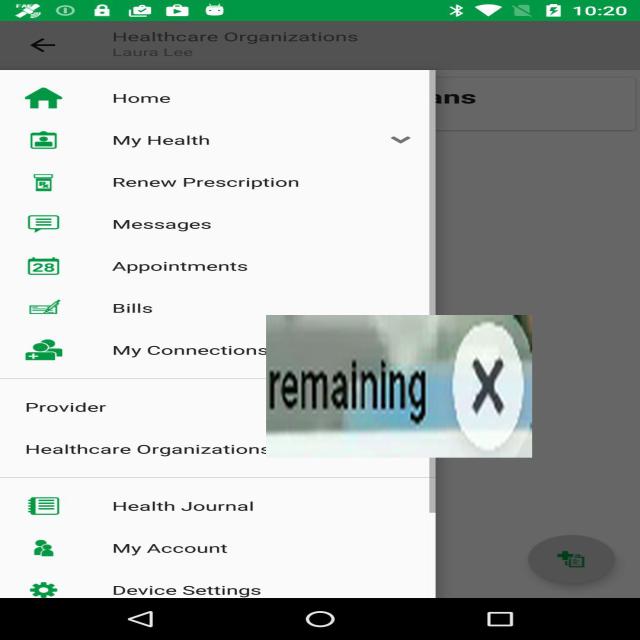 10:20
Healthcare Organizations
Laura Lee
ans
Home
My Health
Renew Prescription
Messages
28
Appointments
Bills
My Connections
remaining X
Provider
Healthcare Organizations
Health Journal
My Account
Device Settings